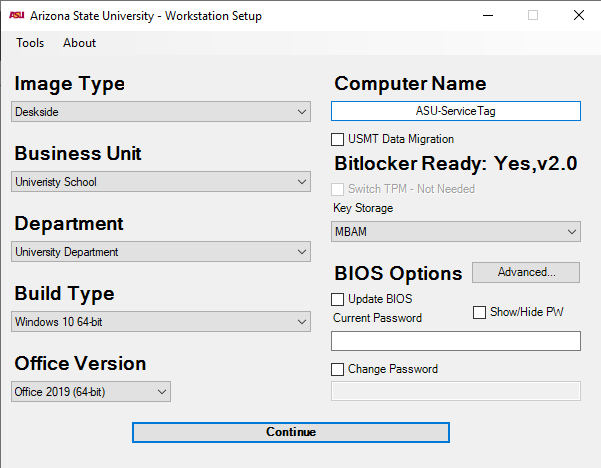 ASU Arizona State University - Workstation Setup
Tools About
Image Type
Deskside
Business Unit
Univeristy School
Department
University Department
Build Type
Windows 10 64-bit
Office Version
Office 2019 (64-bit)
Computer Name
ASU-ServiceTag
USMT Data Migration
Bitlocker Ready: Yes,v2.0
Switch TPM - Not Needed
Key Storage
MBAM
BIOS Options Advanced...
Update BIOS
Current Password Show/Hide PW
Change Password
Continue